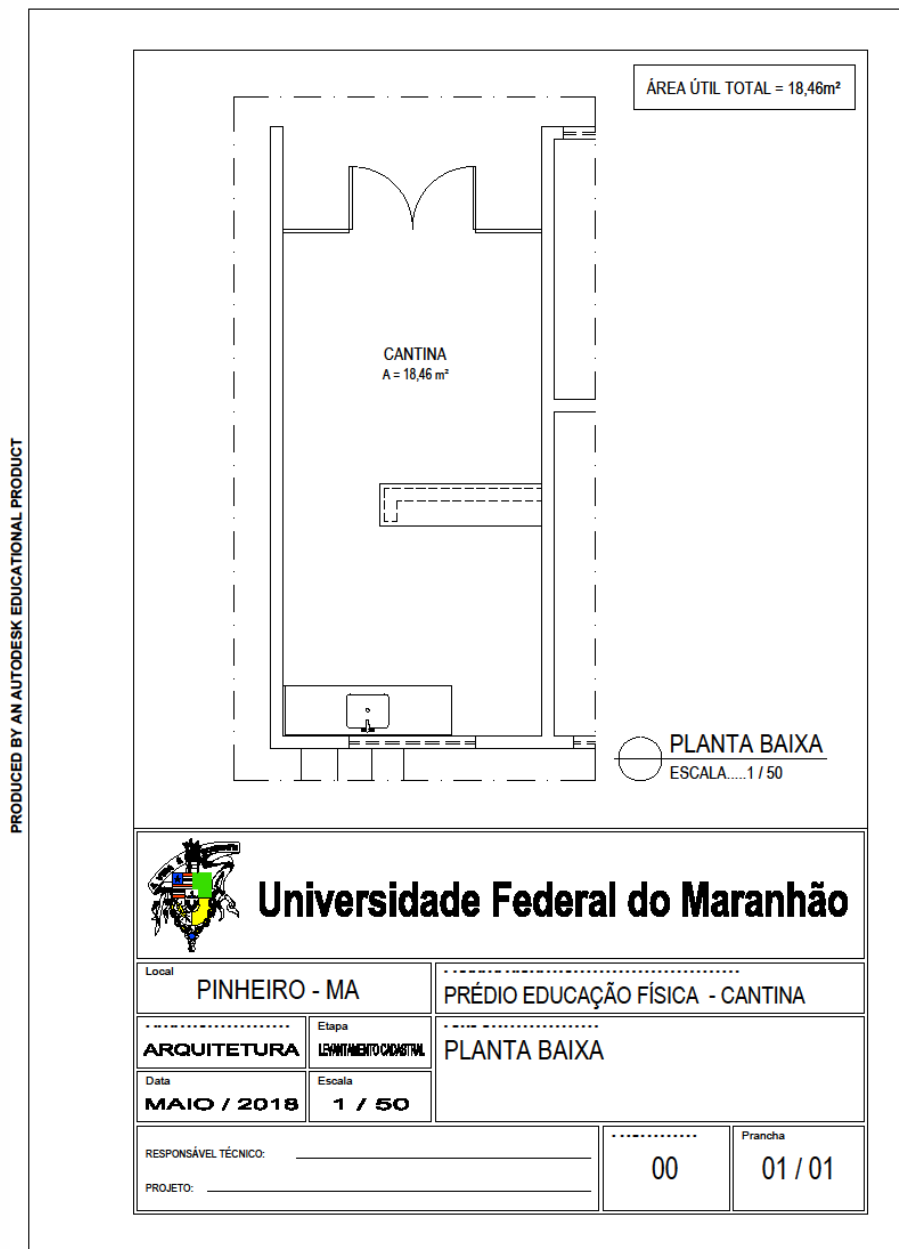 PRODUCED BY AN AUTODESK EDUCATIONAL PRODUCT
ÁREA ÚTIL TOTAL = 18,46m²
CANTINA
A = 18,46 m²
PLANTA BAIXA
ESCALA.....1 / 50
Universidade Federal do Maranhão
Local
PINHEIRO - MA
PRÉDIO EDUCAÇÃO FÍSICA - CANTINA
ARQUITETURA
Etapa
LEVANTAMENTO CADASTRAL
PLANTA BAIXA
Data
MAIO / 2018
Escala
1 / 50
RESPONSÁVEL TÉCNICO:
PROJETO:
00
Prancha
01 / 01